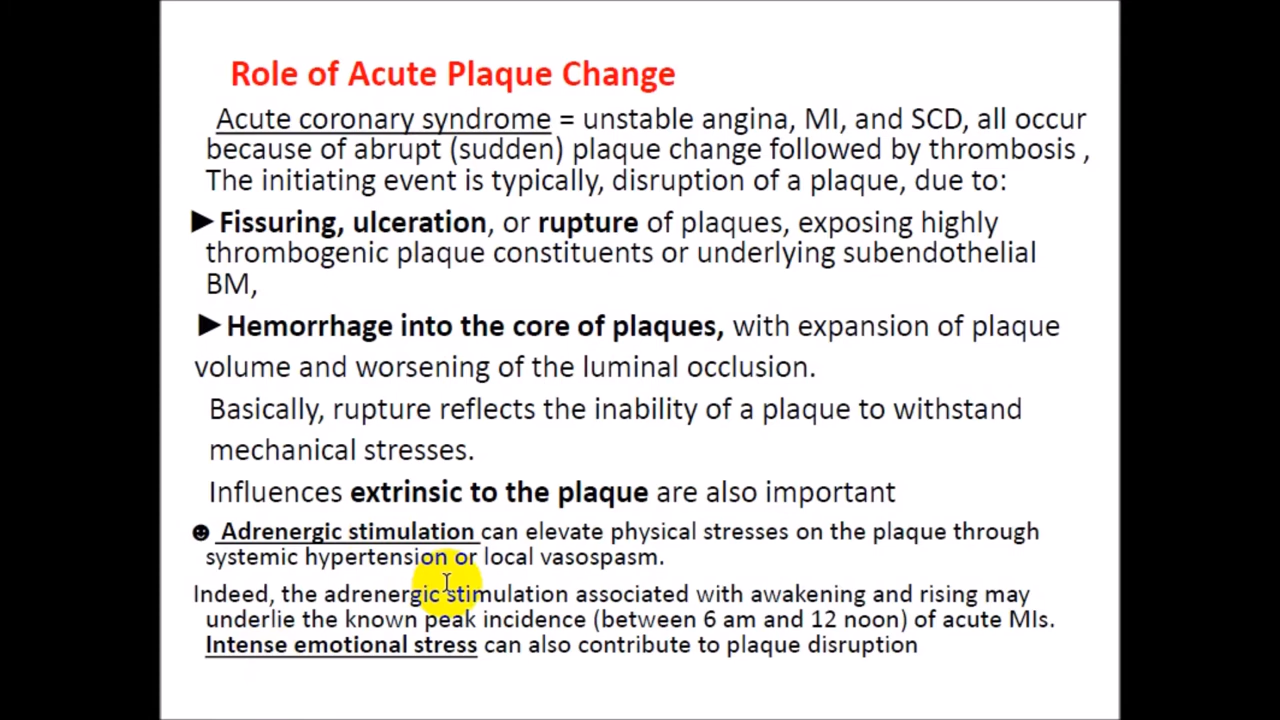 Role of Acute Plaque Change
Acute coronary syndrome = unstable angina, MI, and SCD, all occur
because of abrupt (sudden) plaque change followed by thrombosis ,
The initiating event is typically, disruption of a plaque, due to:
►Fissuring, ulceration, or rupture of plaques, exposing highly
thrombogenic plaque constituents or underlying subendothelial
BM,
►Hemorrhage into the core of plaques, with expansion of plaque
volume and worsening of the luminal occlusion.
Basically, rupture reflects the inability of a plaque to withstand
mechanical stresses.
Influences extrinsic to the plaque are also important
☻ Adrenergic stimulation can elevate physical stresses on the plaque through
systemic hypertension or local vasospasm.
Indeed, the adrenergic stimulation associated with awakening and rising may
underlie the known peak incidence (between 6 am and 12 noon) of acute MIs.
Intense emotional stress can also contribute to plaque disruption